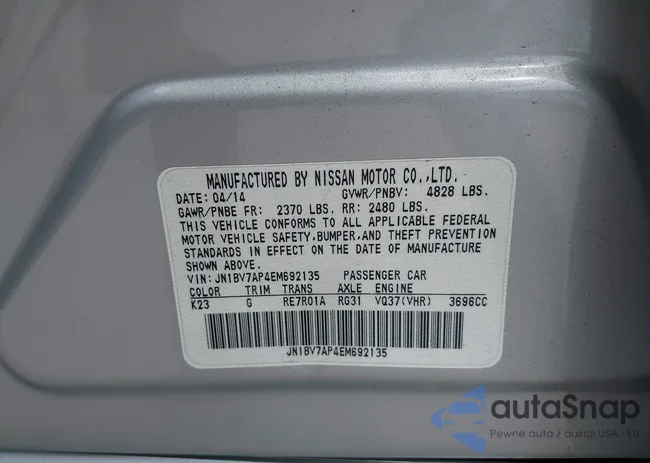 MANUFACTURED BY NISSAN MOTOR CO.,LTD.
DATE: 04/14 GVWR/PNBV: 4828 LBS.
GAWR/PNBE FR: 2370 LBS. RR: 2480 LBS.
THIS VEHICLE CONFORMS TO ALL APPLICABLE FEDERAL
MOTOR VEHICLE SAFETY,BUMPER,AND THEFT PREVENTION
STANDARDS IN EFFECT ON THE DATE OF MANUFACTURE
SHOWN ABOVE.
VIN: JN1BV7AP4EM692135 PASSENGER CAR
COLOR TRIM TRANS AXLE ENGINE
K23 G RE7R01A RG31 VQ37(VHR) 3696CC
JN1BV7AP4EM692135
autaSnap
Pewne auta z aukcji USA - EU